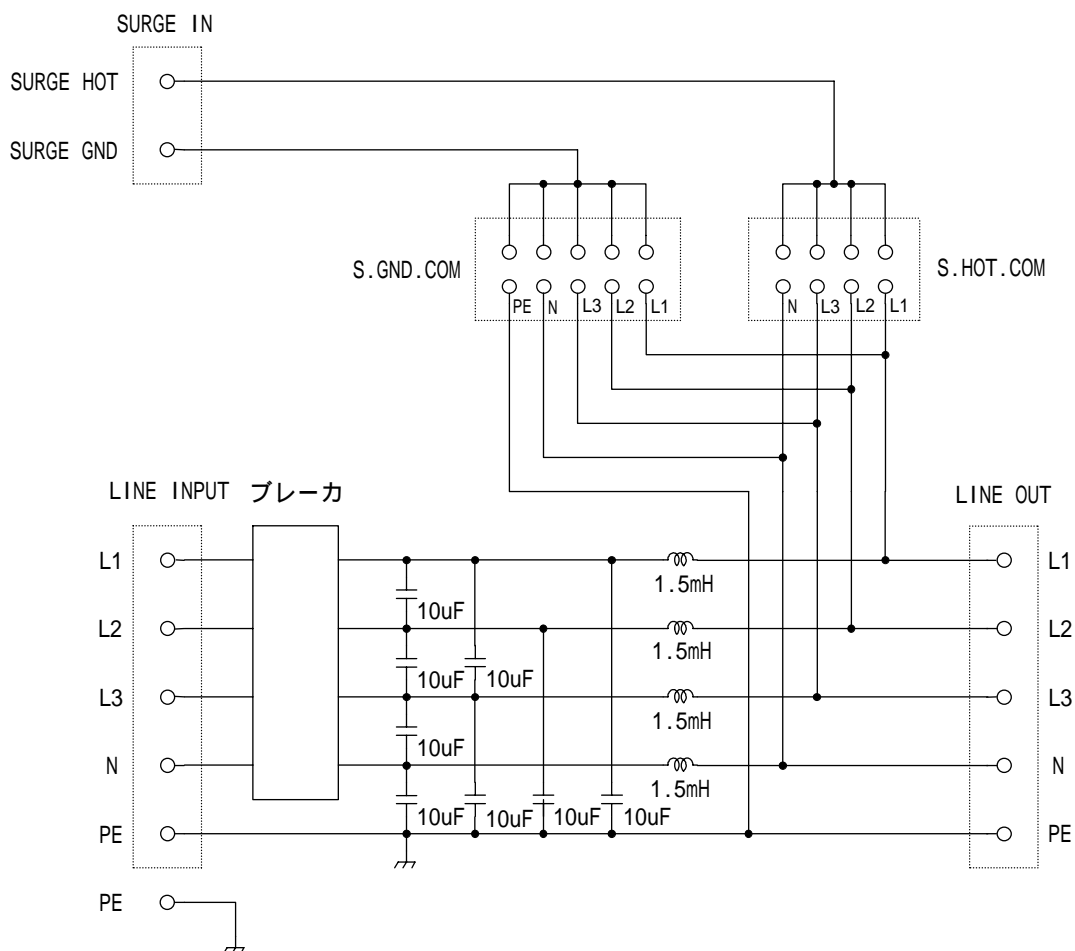 SURGE IN
SURGE HOT
SURGE GND
S.GND.COM
PE N L3 L2 L1
S.HOT.COM
N L3 L2 L1
LINE INPUT
ブレーカ
LINE OUT
L1
1.5mH
L1
10uF
L2
1.5mH
L2
10uF
10uF
L3
1.5mH
L3
10uF
N
1.5mH
N
10uF
10uF
10uF
10uF
PE
PE
PE